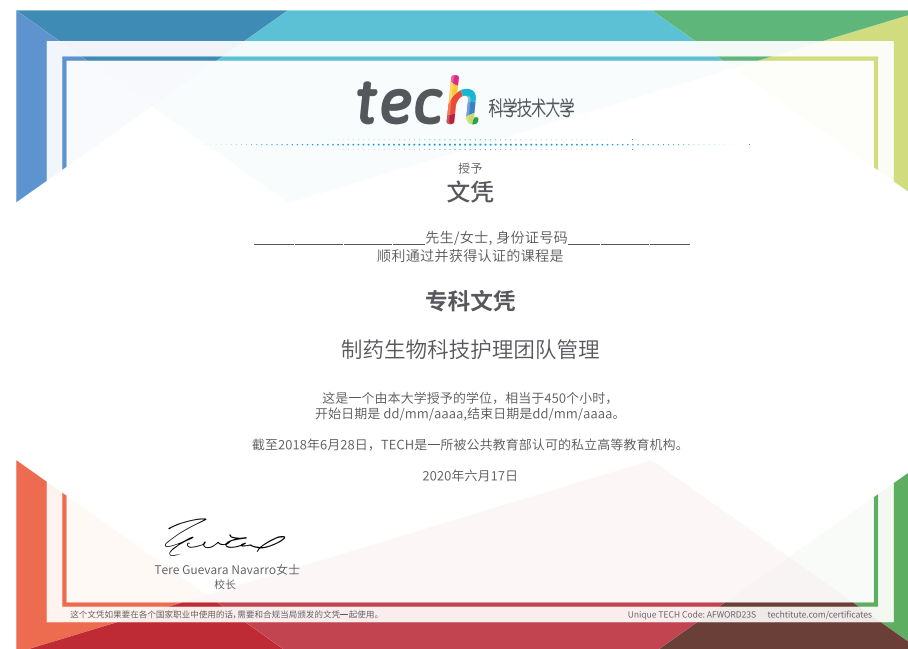 tech 科学技术大学
授予
文凭
______________________先生/女士, 身份证号码_______________
顺利通过并获得认证的课程是
专科文凭
制药生物科技护理团队管理
这是一个由本大学授予的学位，相当于450个小时，
开始日期是 dd/mm/aaaa,结束日期是dd/mm/aaaa。
截至2018年6月28日，TECH是一所被公共教育部认可的私立高等教育机构。
2020年六月17日
Tere Guevara Navarro女士
校长
这个文凭如果要在各个国家职业中使用的话,需要和合规当局颁发的文凭一起使用。
Unique TECH Code: AFWORD23S techtitute.com/certificates